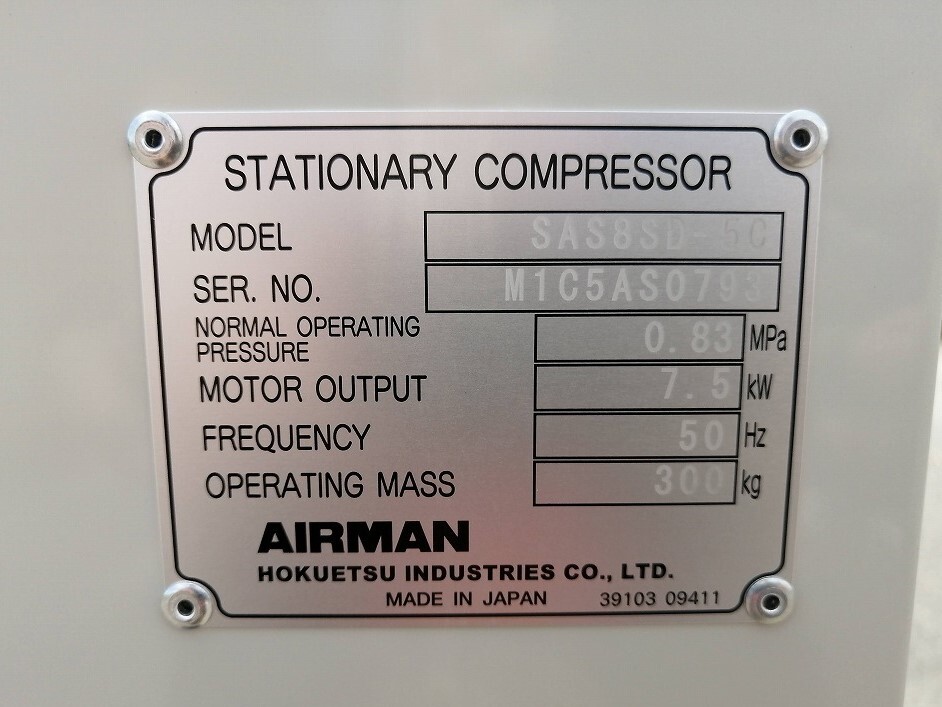 STATIONARY COMPRESSOR
MODEL SAS8SD-5C
SER. NO. M1C5AS0793
NORMAL OPERATING PRESSURE 0.83 MPa
MOTOR OUTPUT 7.5 kW
FREQUENCY 50 Hz
OPERATING MASS 300 kg
AIRMAN
HOKUETSU INDUSTRIES CO., LTD.
MADE IN JAPAN 39103 09411